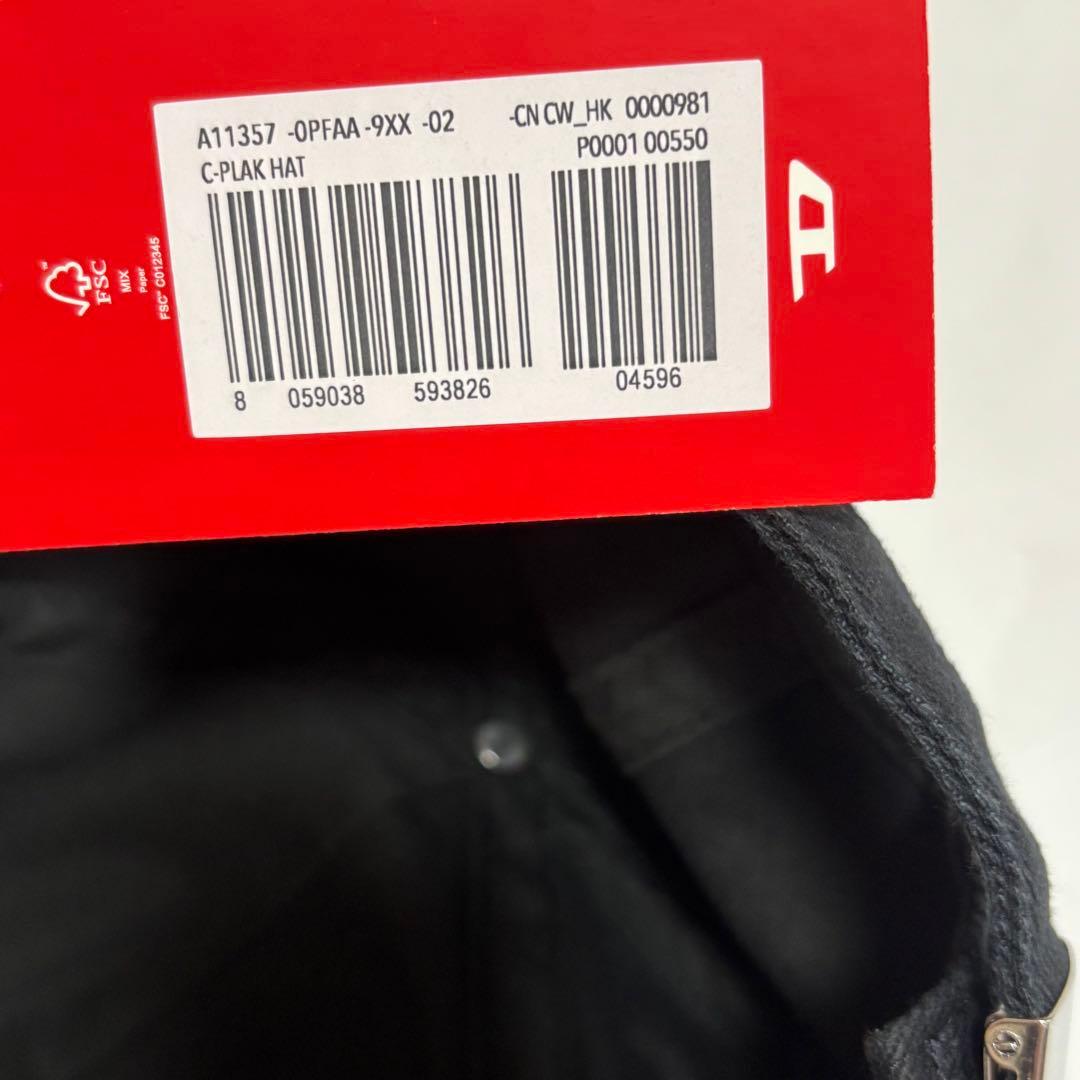 A11357 -0PFAA -9XX -02 -CN CW_HK 0000981
C-PLAK HAT P0001 00550
8 059038 593826 04596
FSC™
MIX
Paper
FSC® C012345
D